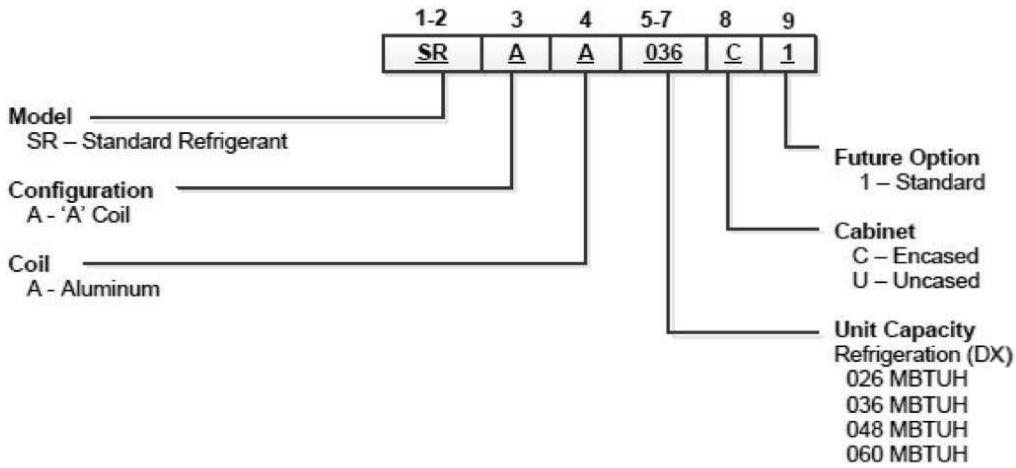 1-2 3 4 5-7 8 9
SR A A 036 C 1
Model
SR – Standard Refrigerant
Configuration
A - ‘A’ Coil
Coil
A - Aluminum
Future Option
1 – Standard
Cabinet
C – Encased
U – Uncased
Unit Capacity
Refrigeration (DX)
026 MBTUH
036 MBTUH
048 MBTUH
060 MBTUH